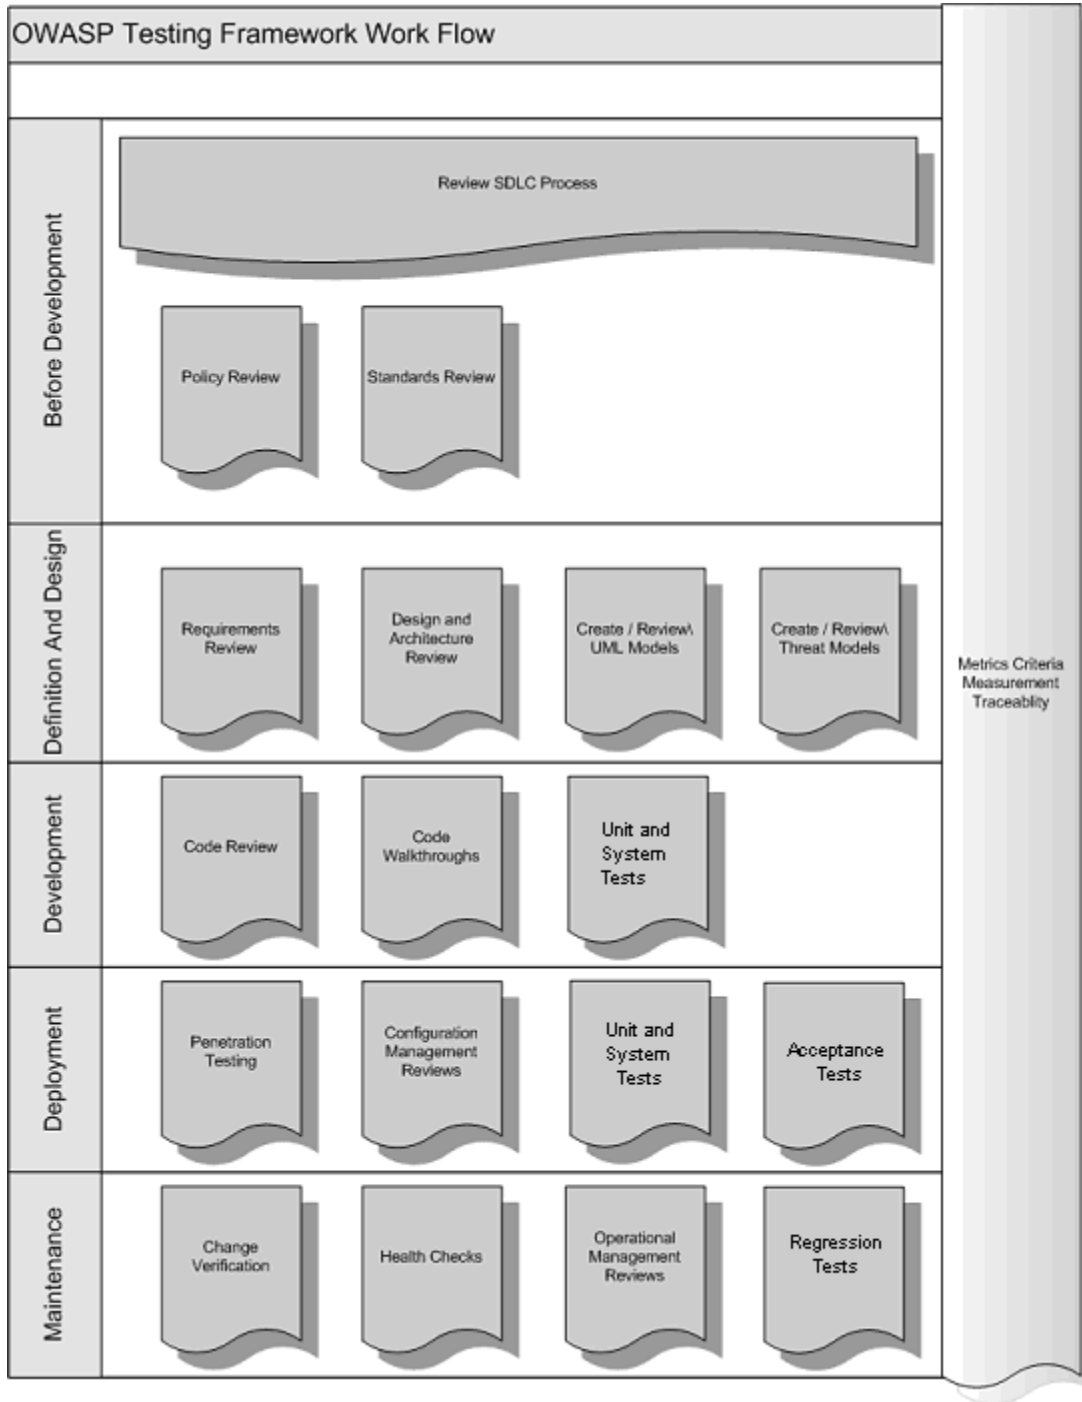 OWASP Testing Framework Work Flow
Before Development
Review SDLC Process
Policy Review
Standards Review
Definition And Design
Requirements
Review
Design and
Architecture
Review
Create / Review\
UML Models
Create / Review\
Threat Models
Metrics Criteria
Measurement
Traceablity
Development
Code Review
Code
Walkthroughs
Unit and
System
Tests
Deployment
Penetration
Testing
Configuration
Management
Reviews
Unit and
System
Tests
Acceptance
Tests
Maintenance
Change
Verification
Health Checks
Operational
Management
Reviews
Regression
Tests